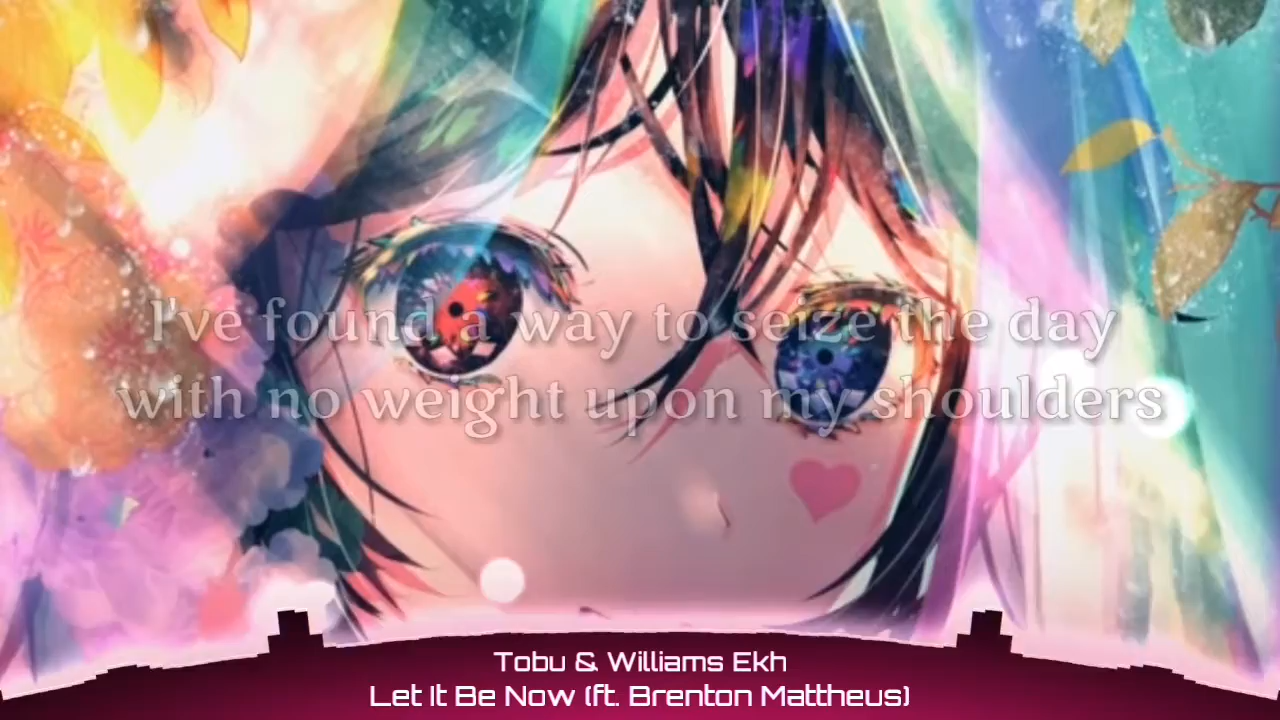 I've found a way to seize the day
with no weight upon my shoulders
Tobu & Williams Ekh
Let It Be Now (ft. Brenton Mattheus)